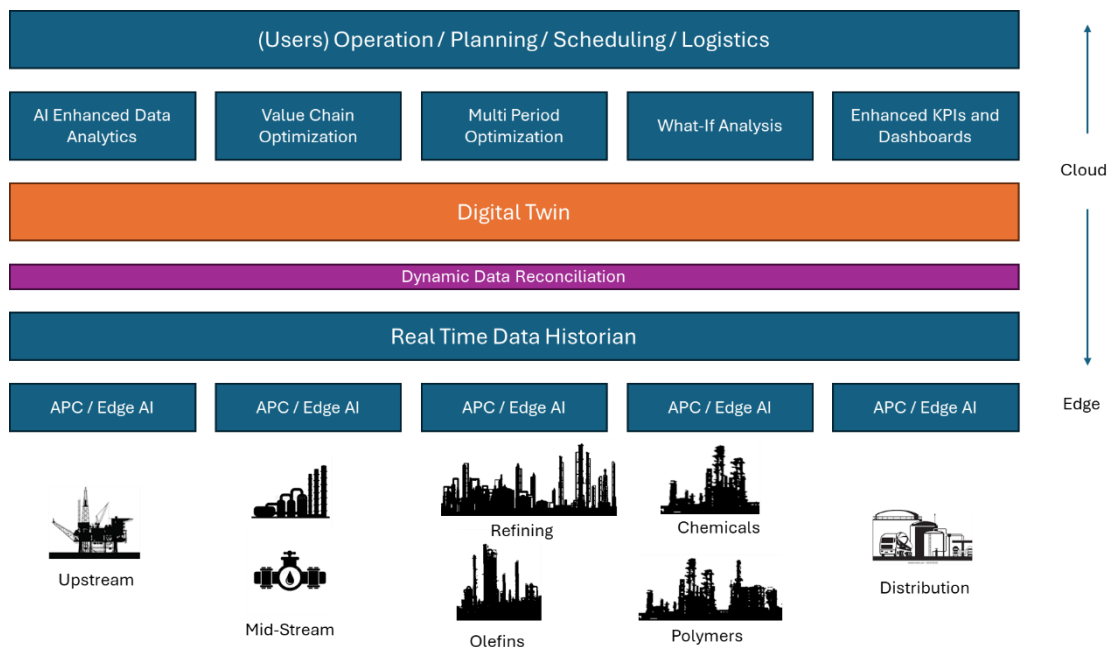 (Users) Operation / Planning / Scheduling / Logistics
AI Enhanced Data
Analytics
Value Chain
Optimization
Multi Period
Optimization
What-If Analysis
Enhanced KPIs and
Dashboards
Cloud
Digital Twin
Dynamic Data Reconciliation
Real Time Data Historian
APC / Edge AI
APC / Edge AI
APC / Edge AI
APC / Edge AI
APC / Edge AI
Edge
Upstream
Mid-Stream
Refining
Olefins
Chemicals
Polymers
Distribution